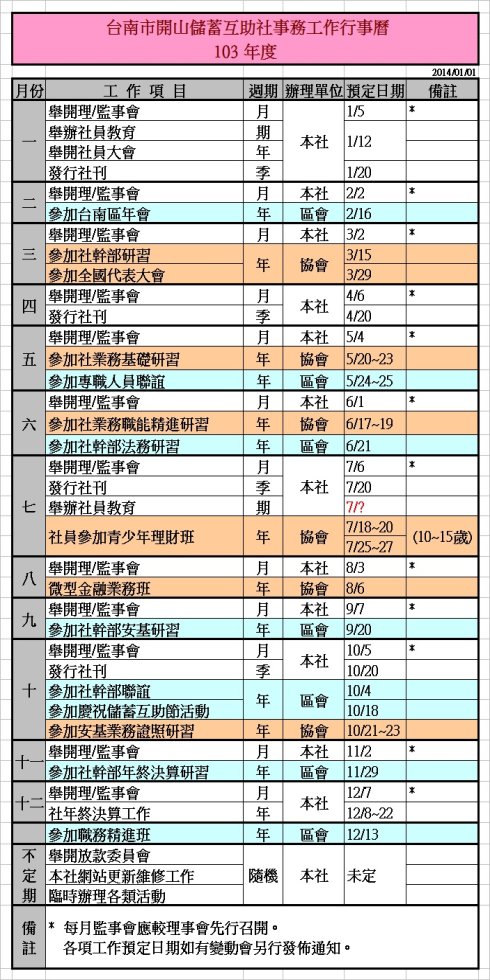 台南市開山儲蓄互助社事務工作行事曆
103 年度
2014/01/01
月份 工 作 項 目 週期 辦理單位 預定日期 備註
一 舉開理/監事會 月 本社 1/5 *
舉辦社員教育 期 1/12
舉開社員大會 年
發行社刊 季 1/20
二 舉開理/監事會 月 本社 2/2 *
參加台南區年會 年 區會 2/16
三 舉開理/監事會 月 本社 3/2 *
參加社幹部研習 年 協會 3/15
參加全國代表大會 3/29
四 舉開理/監事會 月 本社 4/6 *
發行社刊 季 4/20
五 舉開理/監事會 月 本社 5/4 *
參加社業務基礎研習 年 協會 5/20~23
參加專職人員聯誼 年 區會 5/24~25
六 舉開理/監事會 月 本社 6/1 *
參加社業務職能精進研習 年 協會 6/17~19
參加社幹部法務研習 年 區會 6/21
七 舉開理/監事會 月 本社 7/6 *
發行社刊 季 7/20
舉辦社員教育 期 7/?
社員參加青少年理財班 年 協會 7/18~20 (10~15歲)
7/25~27
八 舉開理/監事會 月 本社 8/3 *
微型金融業務班 年 協會 8/6
九 舉開理/監事會 月 本社 9/7 *
參加社幹部安基研習 年 區會 9/20
十 舉開理/監事會 月 本社 10/5 *
發行社刊 季 10/20
參加社幹部聯誼 年 區會 10/4
參加慶祝儲蓄互助節活動 10/18
參加安基業務證照研習 年 協會 10/21~23
十一 舉開理/監事會 月 本社 11/2 *
參加社幹部年終決算研習 年 區會 11/29
十二 舉開理/監事會 月 本社 12/7 *
社年終決算工作 年 12/8~22
參加職務精進班 年 區會 12/13
不定期 舉開放款委員會 隨機 本社 未定
本社網站更新維修工作
臨時辦理各類活動
備註 * 每月監事會應較理事會先行召開。
各項工作預定日期如有變動會另行發佈通知。